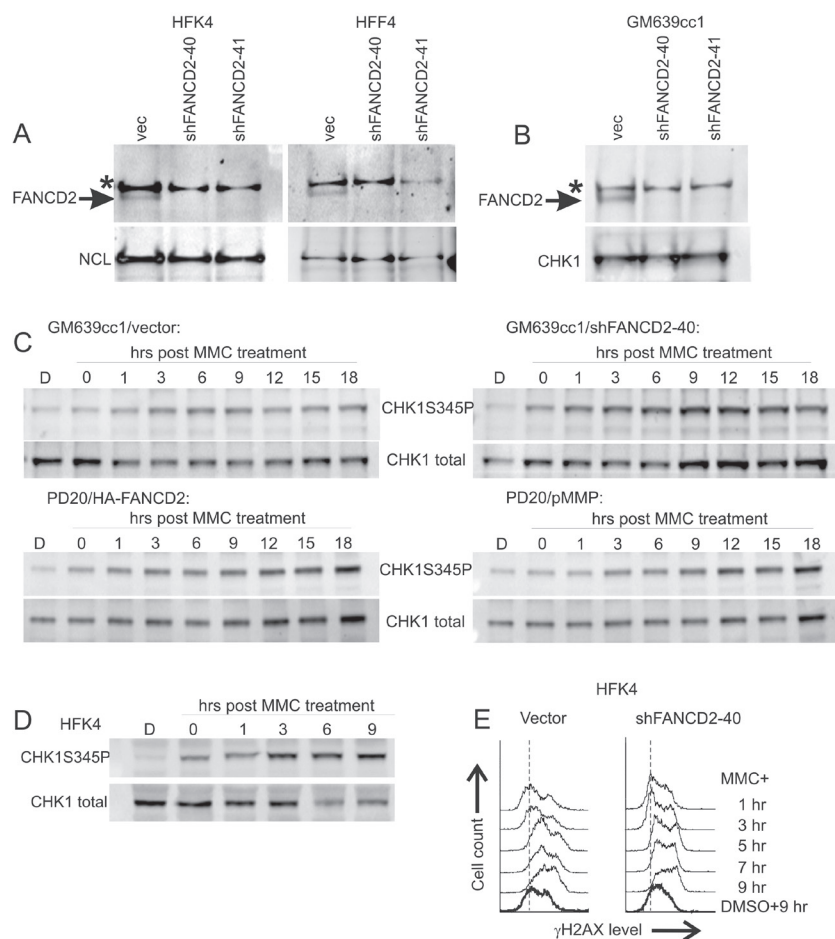 HFK4
HFF4
GM639cc1
vec
shFANCD2-40
shFANCD2-41
vec
shFANCD2-40
shFANCD2-41
vec
shFANCD2-40
shFANCD2-41
A
B
*
FANCD2
NCL
*
FANCD2
CHK1
C
GM639cc1/vector:
hrs post MMC treatment
D 0 1 3 6 9 12 15 18
GM639cc1/shFANCD2-40:
hrs post MMC treatment
D 0 1 3 6 9 12 15 18
CHK1S345P
CHK1 total
PD20/HA-FANCD2:
hrs post MMC treatment
D 0 1 3 6 9 12 15 18
PD20/pMMP:
hrs post MMC treatment
D 0 1 3 6 9 12 15 18
CHK1S345P
CHK1 total
D
HFK4
hrs post MMC treatment
D 0 1 3 6 9
CHK1S345P
CHK1 total
E
HFK4
Vector
shFANCD2-40
Cell count
MMC+
1 hr
3 hr
5 hr
7 hr
9 hr
DMSO+9 hr
γH2AX level